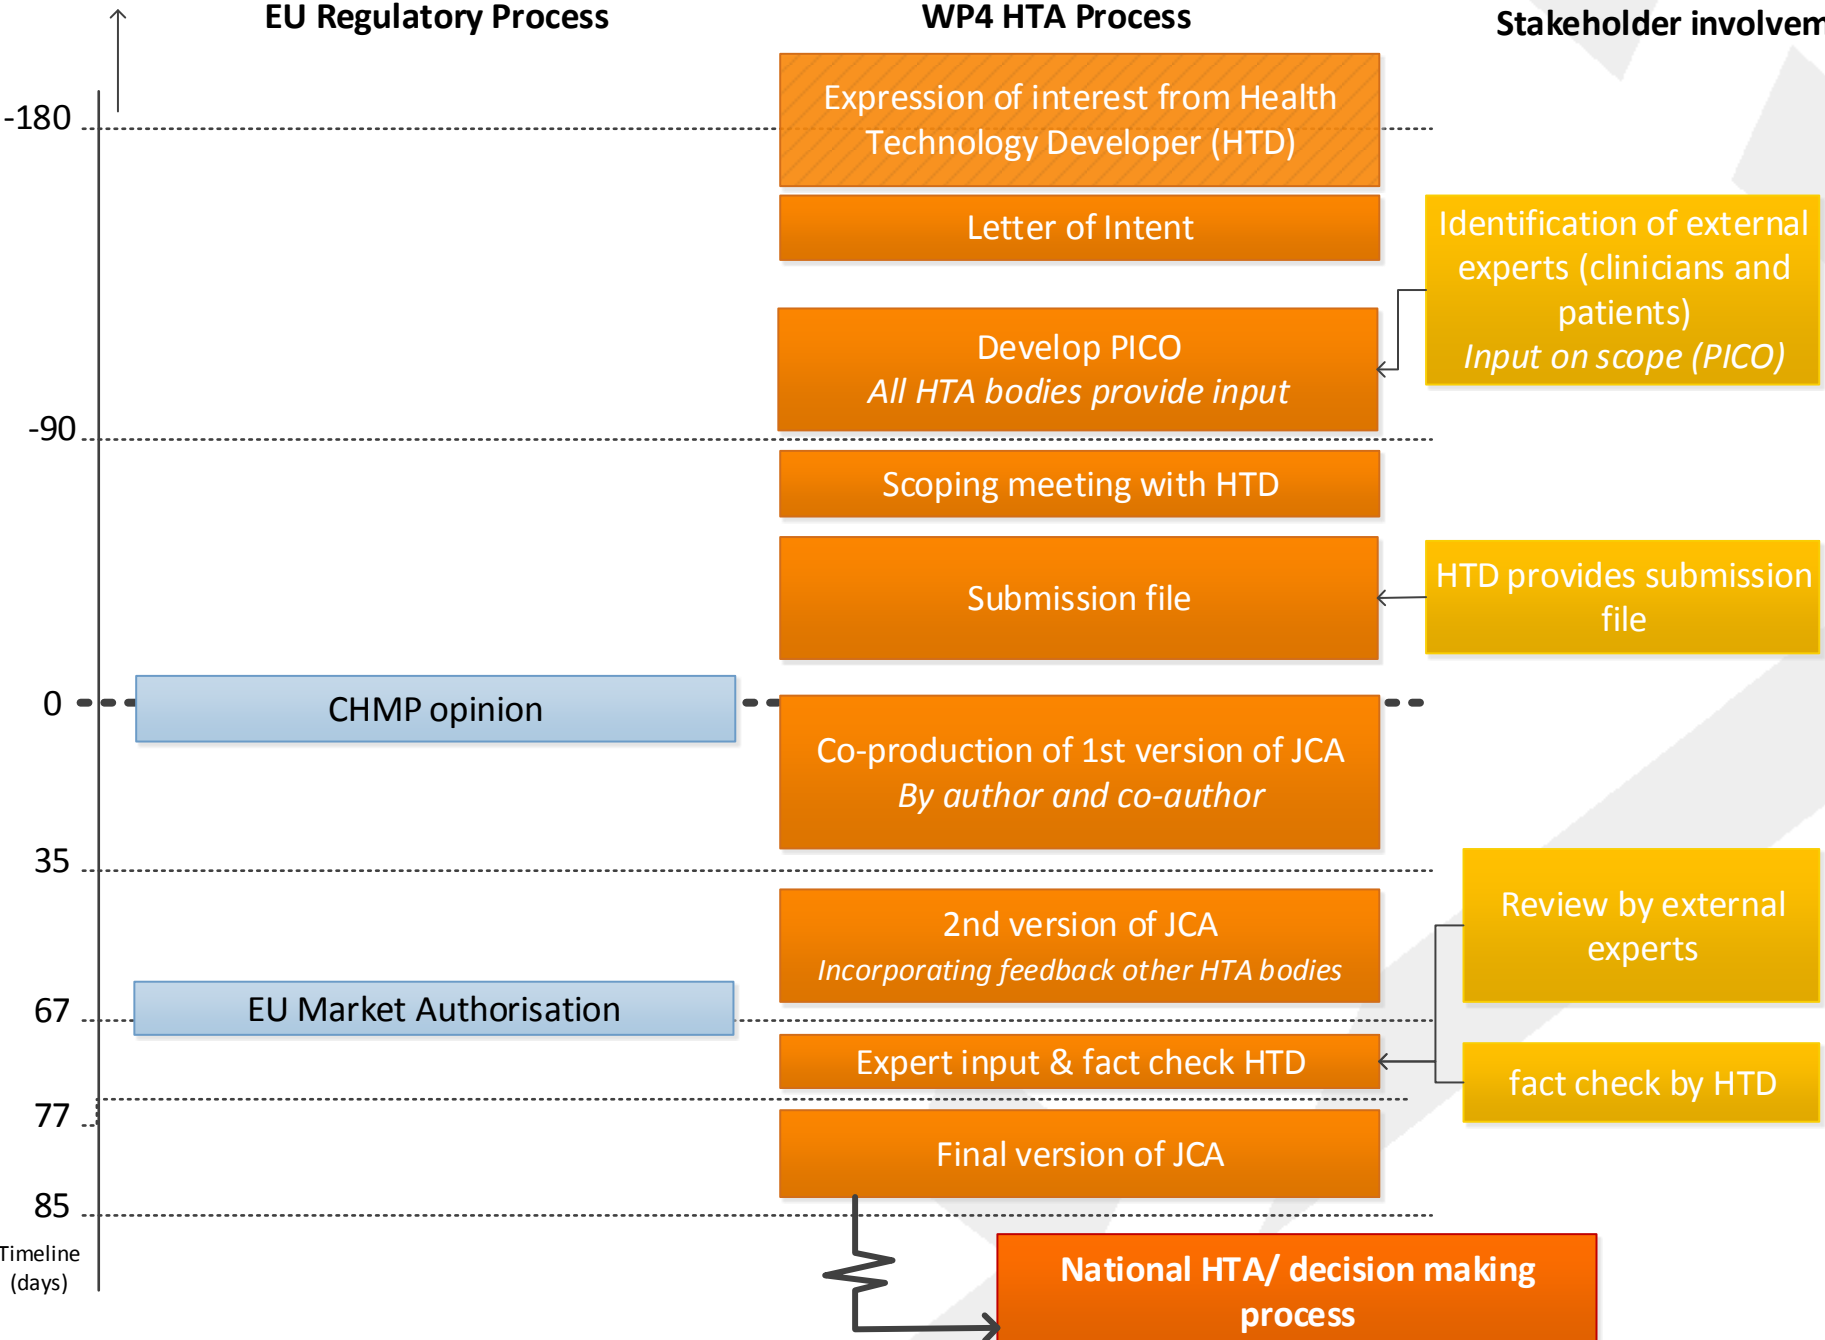 EU Regulatory Process
WP4 HTA Process
Stakeholder involvem
-180
Expression of interest from Health
Technology Developer (HTD)
Letter of Intent
Identification of external
experts (clinicians and
patients)
Input on scope (PICO)
Develop PICO
All HTA bodies provide input
-90
Scoping meeting with HTD
Submission file
HTD provides submission
file
0
CHMP opinion
Co-production of 1st version of JCA
By author and co-author
35
2nd version of JCA
Incorporating feedback other HTA bodies
Review by external
experts
67
EU Market Authorisation
Expert input & fact check HTD
fact check by HTD
77
Final version of JCA
85
Timeline
(days)
National HTA/ decision making
process